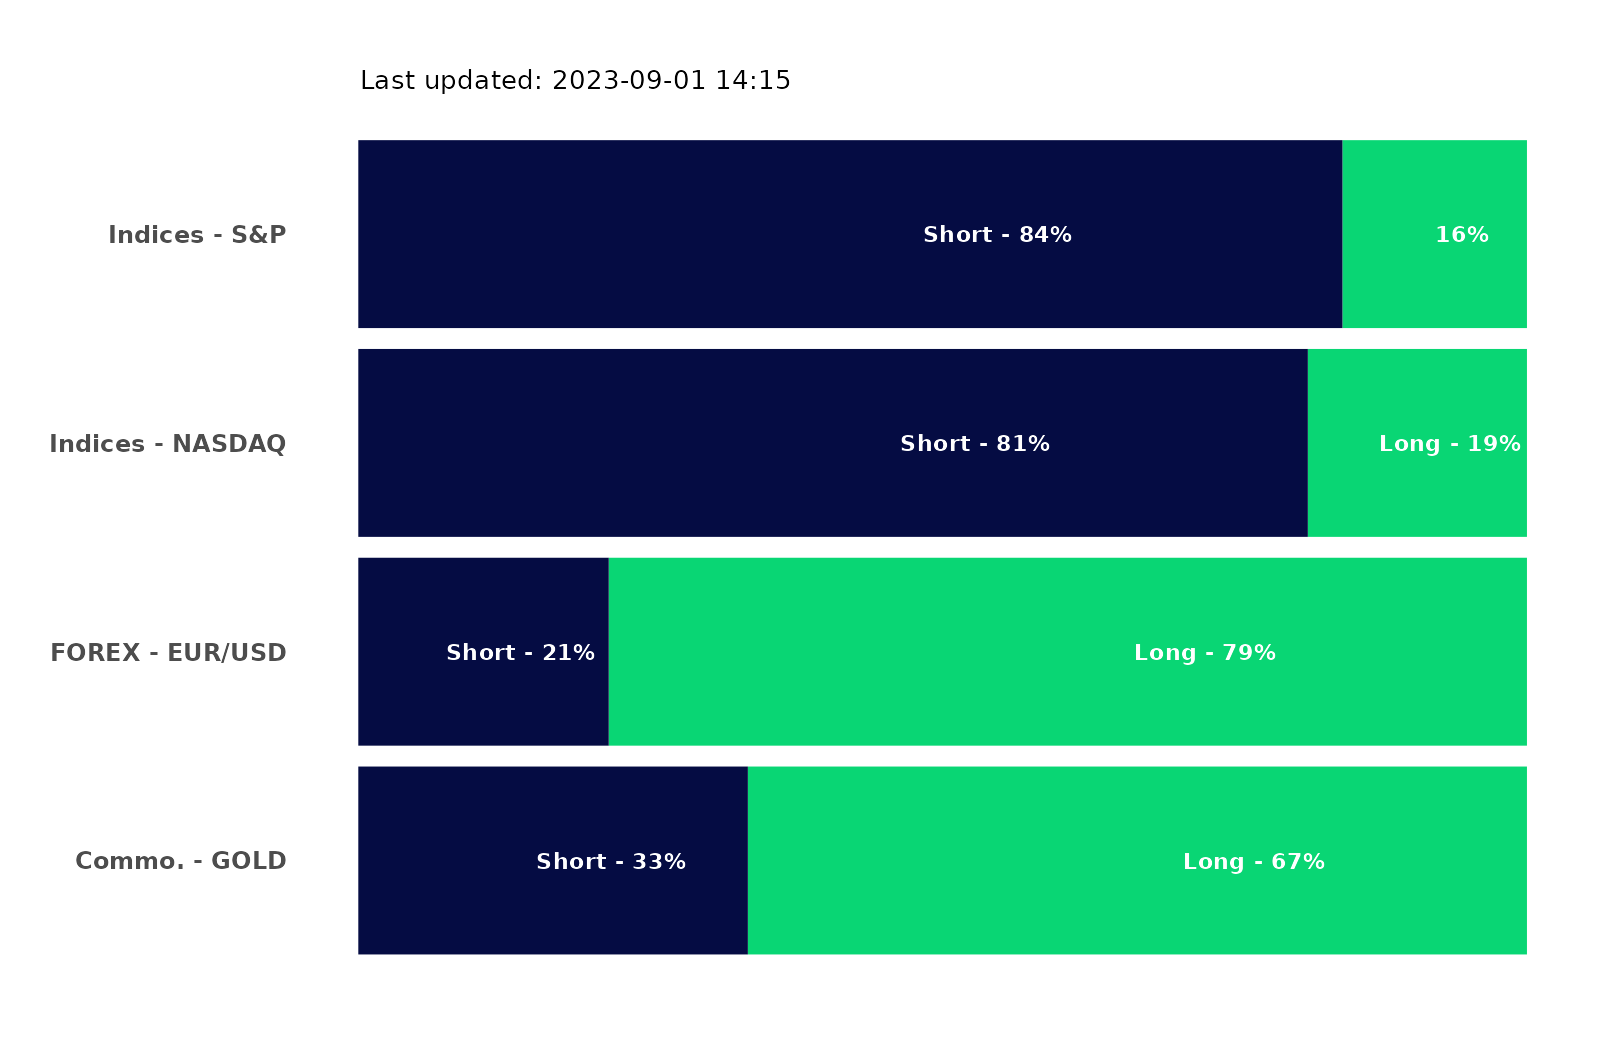 Last updated: 2023-09-01 14:15
Indices - S&P
Short - 84%
16%
Indices - NASDAQ
Short - 81%
Long - 19%
FOREX - EUR/USD
Short - 21%
Long - 79%
Commo. - GOLD
Short - 33%
Long - 67%